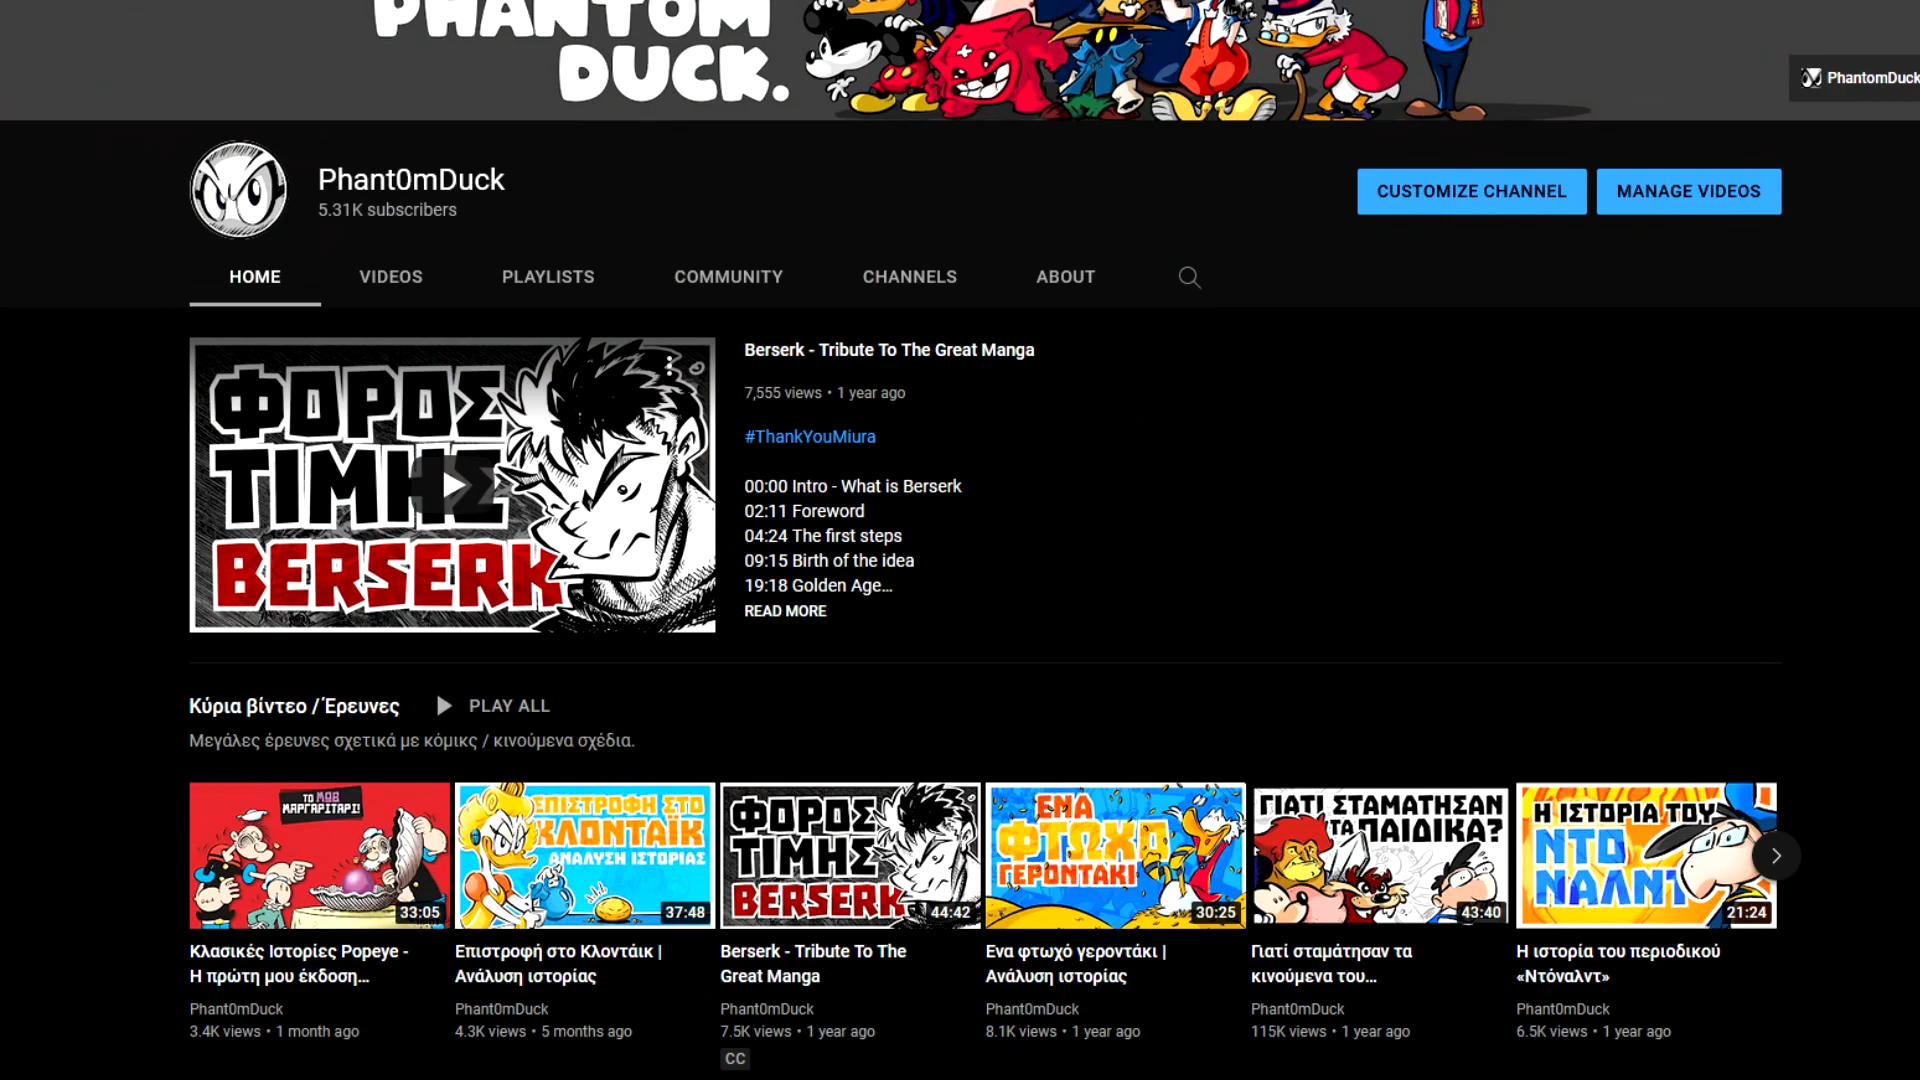 PHANTOM
DUCK.
PhantomDuck
Phant0mDuck
5.31K subscribers
CUSTOMIZE CHANNEL
MANAGE VIDEOS
HOME
VIDEOS
PLAYLISTS
COMMUNITY
CHANNELS
ABOUT
ΦΟΡΟΣ
ΤΙΜΗΣ
BERSERK
Berserk - Tribute To The Great Manga
7,555 views • 1 year ago
#ThankYouMiura
00:00 Intro - What is Berserk
02:11 Foreword
04:24 The first steps
09:15 Birth of the idea
19:18 Golden Age...
READ MORE
Κύρια βίντεο / Έρευνες
PLAY ALL
Μεγάλες έρευνες σχετικά με κόμικς / κινούμενα σχέδια.
ΤΟ ΜΩΒ
ΜΑΡΓΑΡΙΤΑΡΙ!
33:05
Κλασικές Ιστορίες Popeye -
Η πρώτη μου έκδοση...
Phant0mDuck
3.4K views • 1 month ago
ΕΠΙΣΤΡΟΦΗ ΣΤΟ
ΚΛΟΝΤΑΪΚ
ΑΝΑΛΥΣΗ ΙΣΤΟΡΙΑΣ
37:48
Επιστροφή στο Κλοντάικ |
Ανάλυση ιστορίας
Phant0mDuck
4.3K views • 5 months ago
ΦΟΡΟΣ
ΤΙΜΗΣ
BERSERK
44:42
Berserk - Tribute To The
Great Manga
Phant0mDuck
7.5K views • 1 year ago
CC
ΕΝΑ
ΦΤΩΧΟ
ΓΕΡΟΝΤΑΚΙ
30:25
Ενα φτωχό γεροντάκι |
Ανάλυση ιστορίας
Phant0mDuck
8.1K views • 1 year ago
ΓΙΑΤΙ ΣΤΑΜΑΤΗΣΑΝ
ΤΑ ΠΑΙΔΙΚΑ?
43:40
Γιατί σταμάτησαν τα
κινούμενα του...
Phant0mDuck
115K views • 1 year ago
Η ΙΣΤΟΡΙΑ ΤΟΥ
ΝΤΟ
ΝΑΛΝΤ
21:24
Η ιστορία του περιοδικού
«Ντόναλντ»
Phant0mDuck
6.5K views • 1 year ago